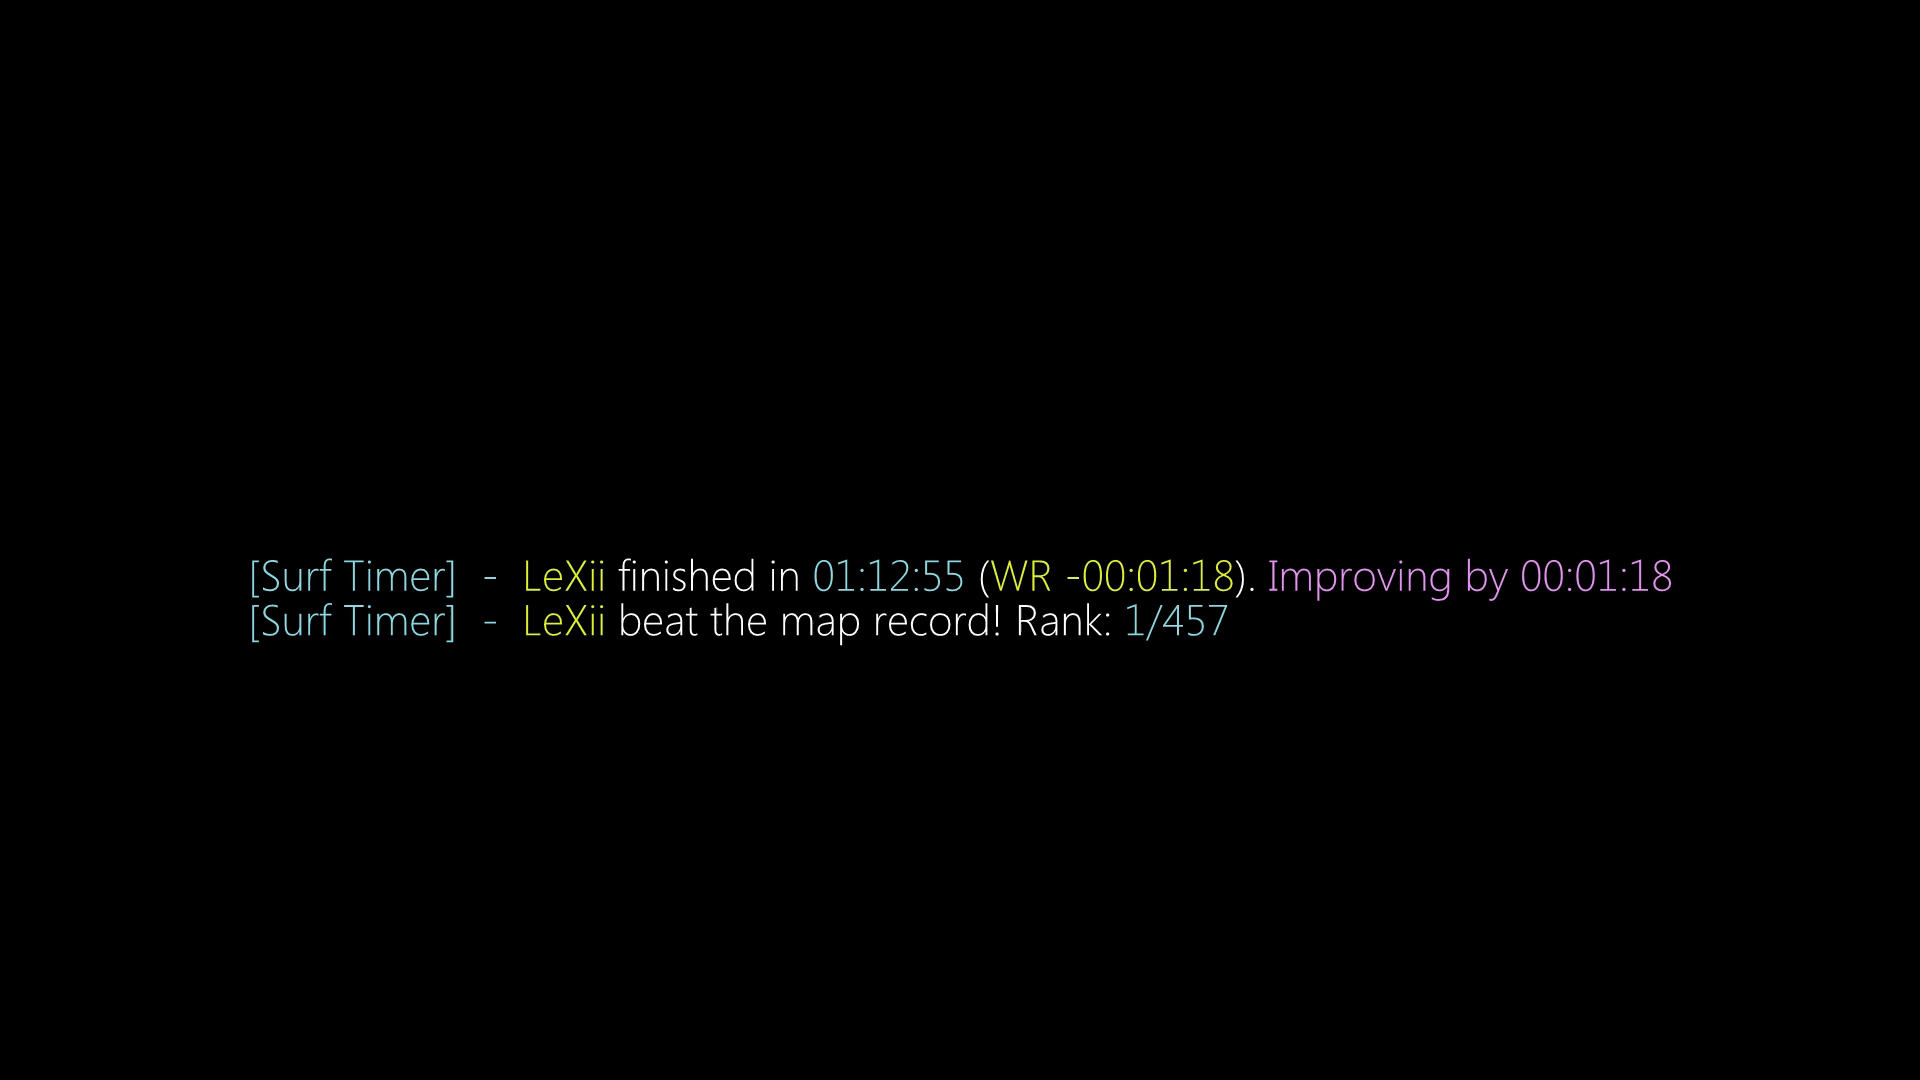 [Surf Timer] - LeXii finished in 01:12:55 (WR -00:01:18). Improving by 00:01:18
[Surf Timer] - LeXii beat the map record! Rank: 1/457